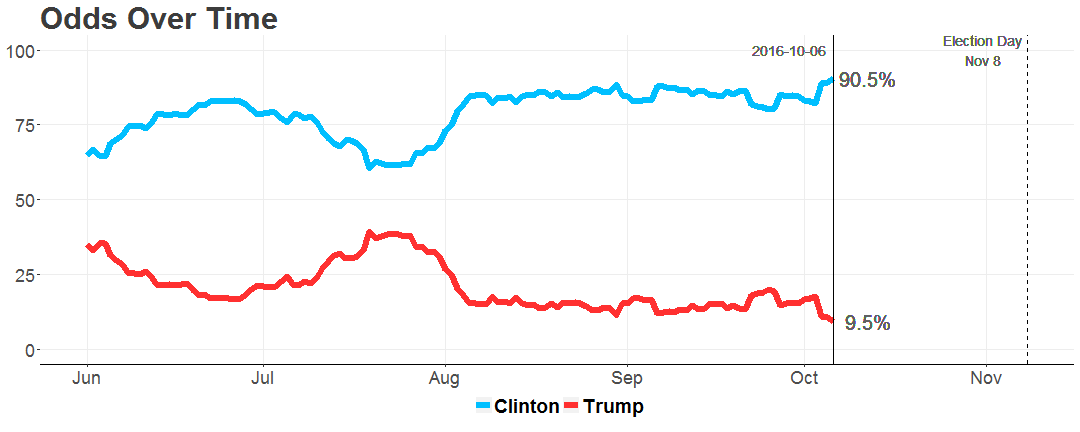 Odds Over Time
100
75
50
25
0
2016-10-06
Election Day
Nov 8
90.5%
9.5%
Jun Jul Aug Sep Oct Nov
Clinton Trump